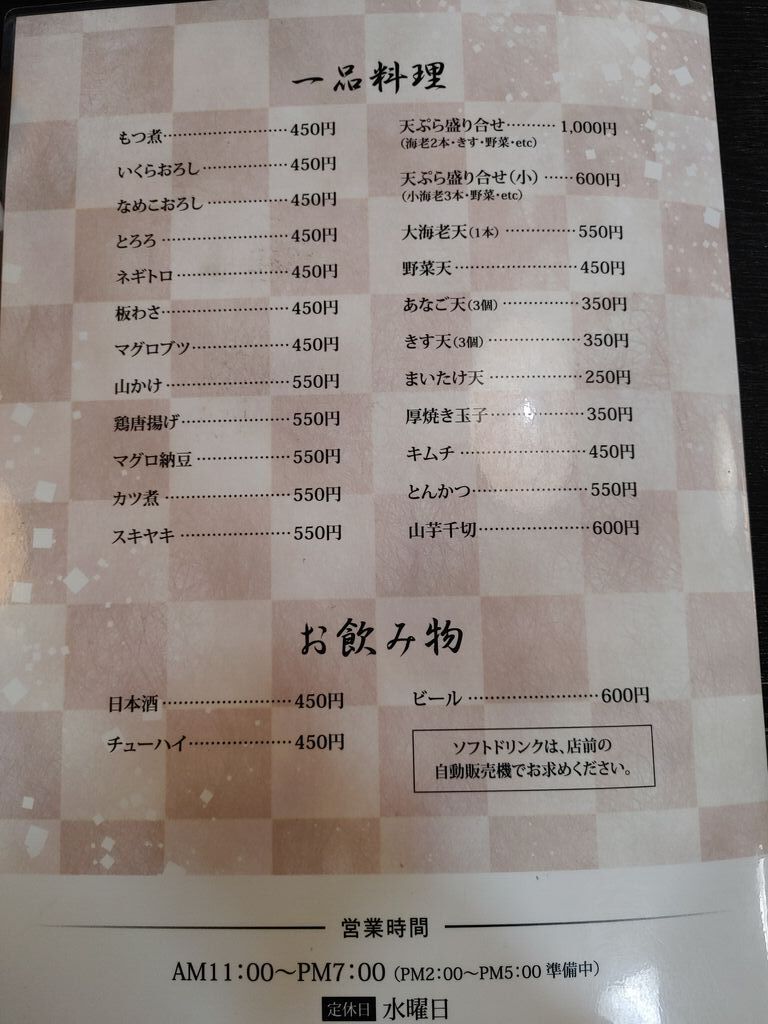 一品料理
もつ煮……………………450円
いくらおろし……………450円
なめこおろし……………450円
とろろ……………………450円
ネギトロ…………………450円
板わさ……………………450円
マグロブツ………………450円
山かけ……………………550円
鶏唐揚げ…………………550円
マグロ納豆………………550円
カツ煮……………………550円
スキヤキ…………………550円
天ぷら盛り合せ………1,000円
(海老2本・きす・野菜・etc)
天ぷら盛り合せ(小)……600円
(小海老3本・野菜・etc)
大海老天(1本)…………550円
野菜天……………………450円
あなご天(3個)…………350円
きす天(3個)……………350円
まいたけ天………………250円
厚焼き玉子………………350円
キムチ……………………450円
とんかつ…………………550円
山芋千切…………………600円
お飲み物
日本酒……………………450円
チューハイ………………450円
ビール……………………600円
ソフトドリンクは、店前の
自動販売機でお求めください。
営業時間
AM11:00〜PM7:00 (PM2:00〜PM5:00 準備中)
定休日 水曜日